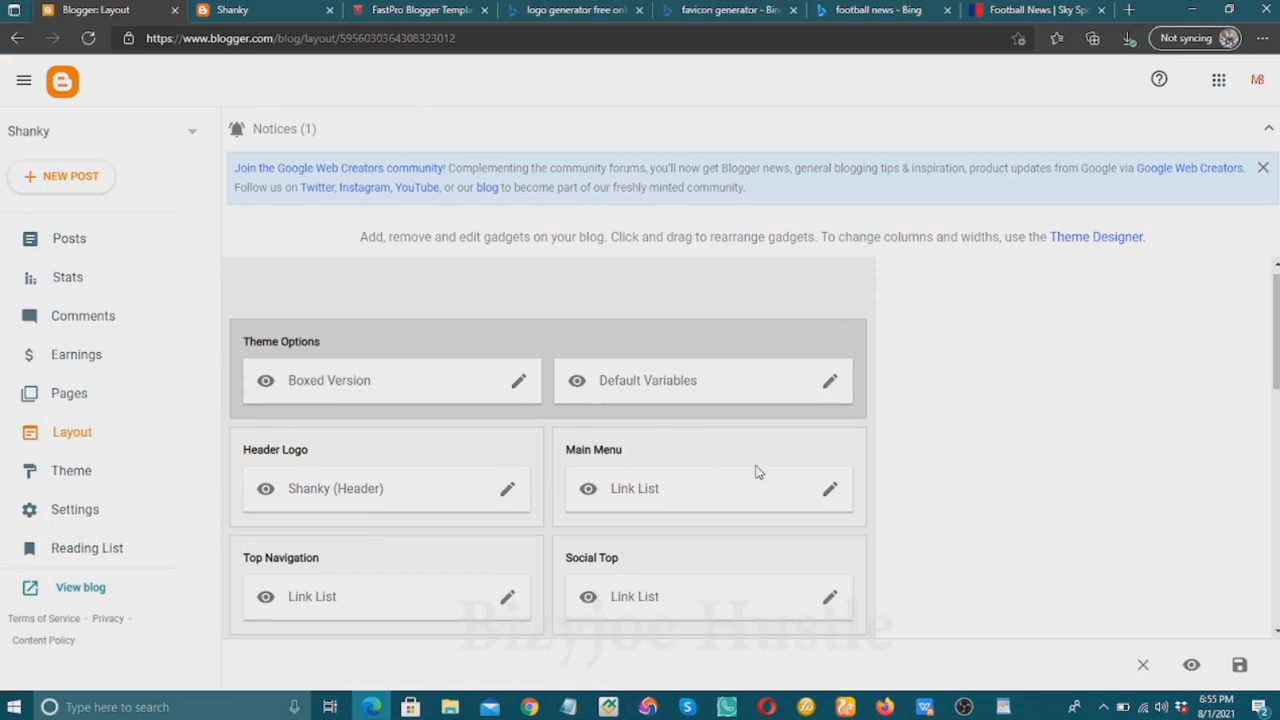 Blogger: Layout
Shanky
FastPro Blogger Templa
logo generator free onl
favicon generator - Bin
football news - Bing
Football News | Sky Sp
https://www.blogger.com/blog/layout/5956030364308323012
Not syncing
MB
Shanky
NEW POST
Posts
Stats
Comments
Earnings
Pages
Layout
Theme
Settings
Reading List
View blog
Terms of Service · Privacy ·
Content Policy
Notices (1)
Join the Google Web Creators community! Complementing the community forums, you'll now get Blogger news, general blogging tips & inspiration, product updates from Google via Google Web Creators.
Follow us on Twitter, Instagram, YouTube, or our blog to become part of our freshly minted community.
Add, remove and edit gadgets on your blog. Click and drag to rearrange gadgets. To change columns and widths, use the Theme Designer.
Theme Options
Boxed Version
Default Variables
Header Logo
Shanky (Header)
Main Menu
Link List
Top Navigation
Link List
Social Top
Link List
Bizyjoe Hustle
Type here to search
6:55 PM
8/1/2021